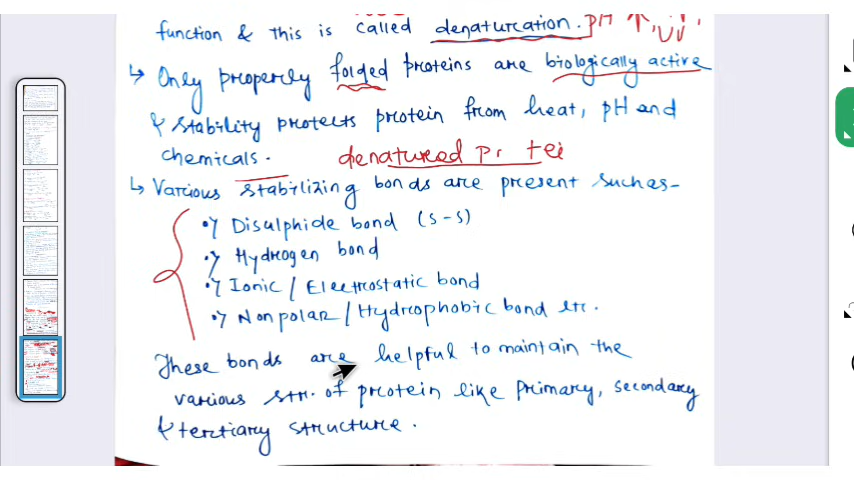 function & this is called denaturation. pH
↳ Only properly folded proteins are biologically active
& stability protects protein from heat, pH and
chemicals. denatured Pr tei
↳ Various stabilizing bonds are present such as-
•) Disulphide bond (S-S)
•) Hydrogen bond
•) Ionic / Electrostatic bond
•) Nonpolar / Hydrophobic bond etc.
These bonds are helpful to maintain the
various str. of protein like primary, secondary
& tertiary structure.